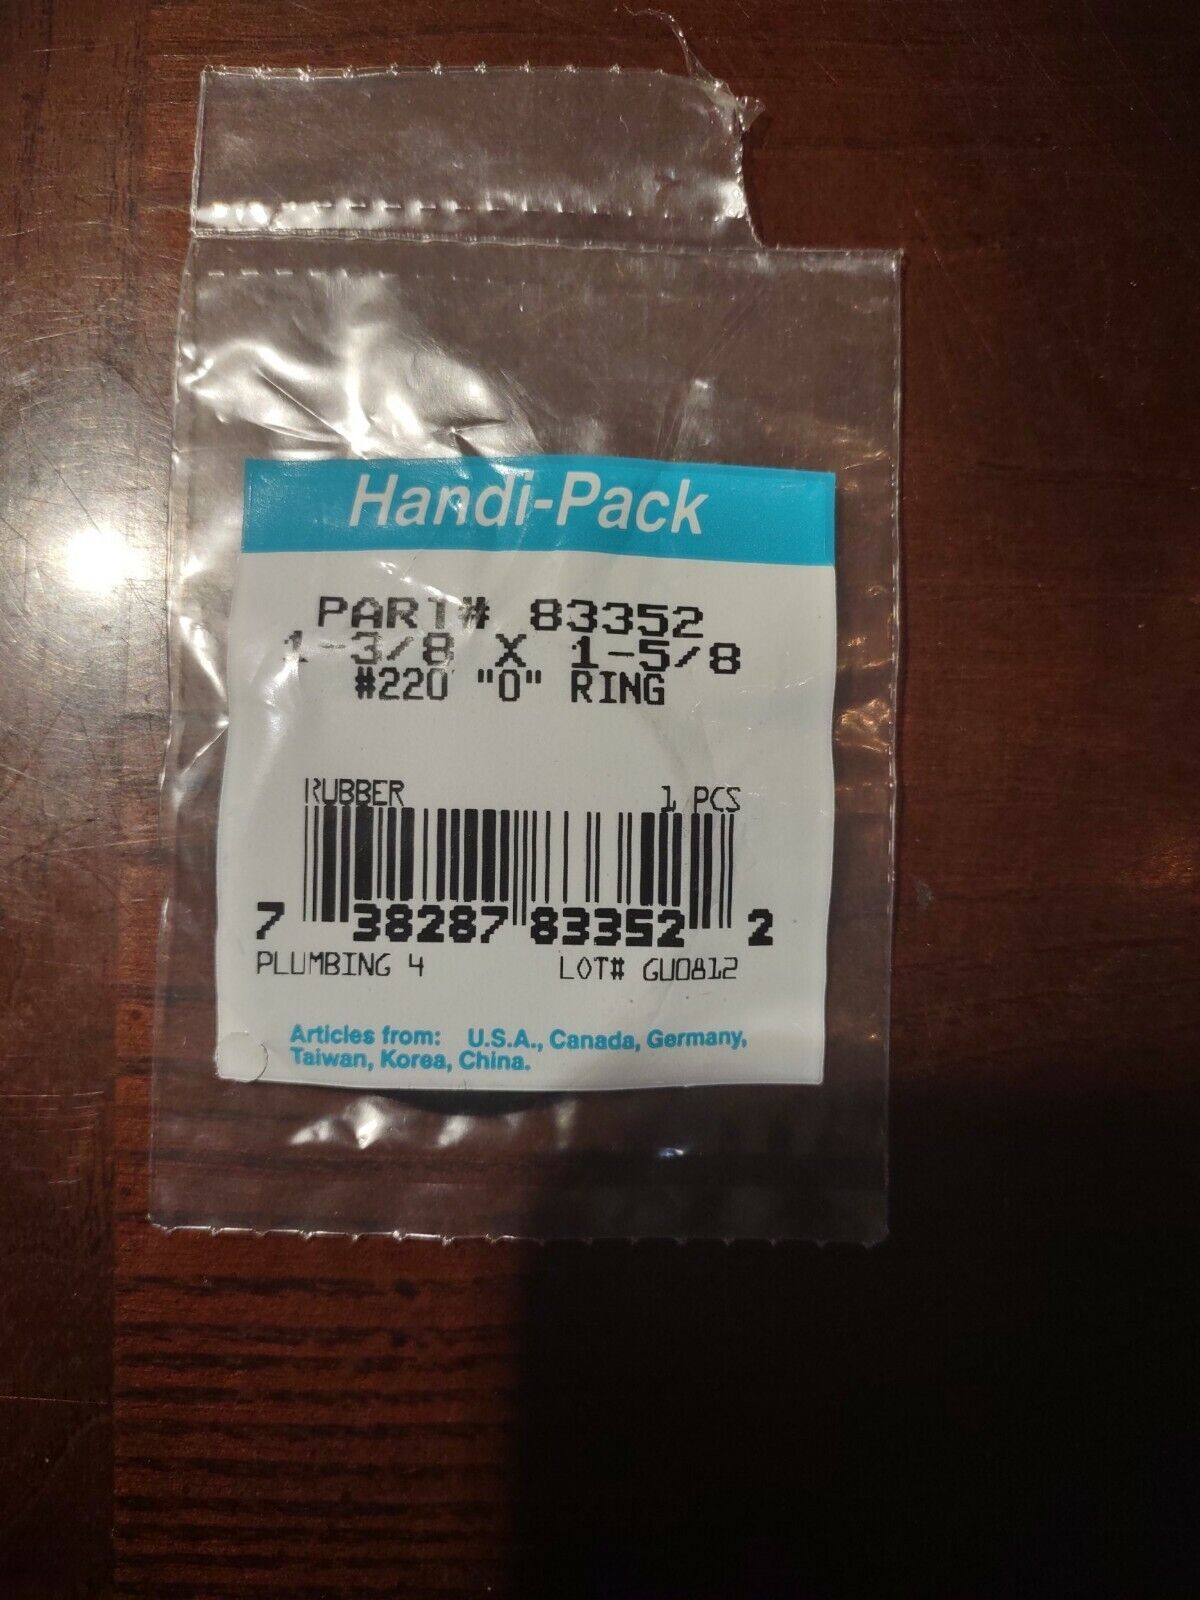 Handi-Pack
PART# 83352
1-3/8 X 1-5/8
#220 "O" RING
RUBBER 1 PCS
7 38287 83352 2
PLUMBING 4 LOT# GU0812
Articles from: U.S.A., Canada, Germany,
Taiwan, Korea, China.